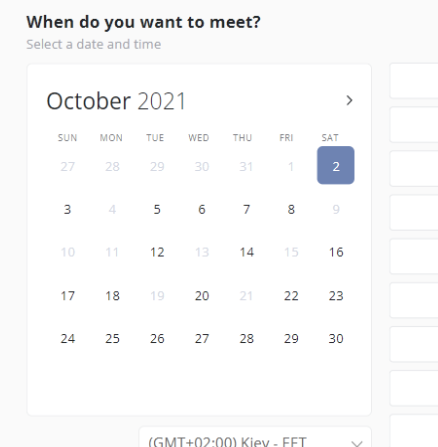 When do you want to meet?
Select a date and time
October 2021
SUN MON TUE WED THU FRI SAT
27 28 29 30 31 1 2
3 4 5 6 7 8 9
10 11 12 13 14 15 16
17 18 19 20 21 22 23
24 25 26 27 28 29 30
(GMT+02:00) Kiev - EET